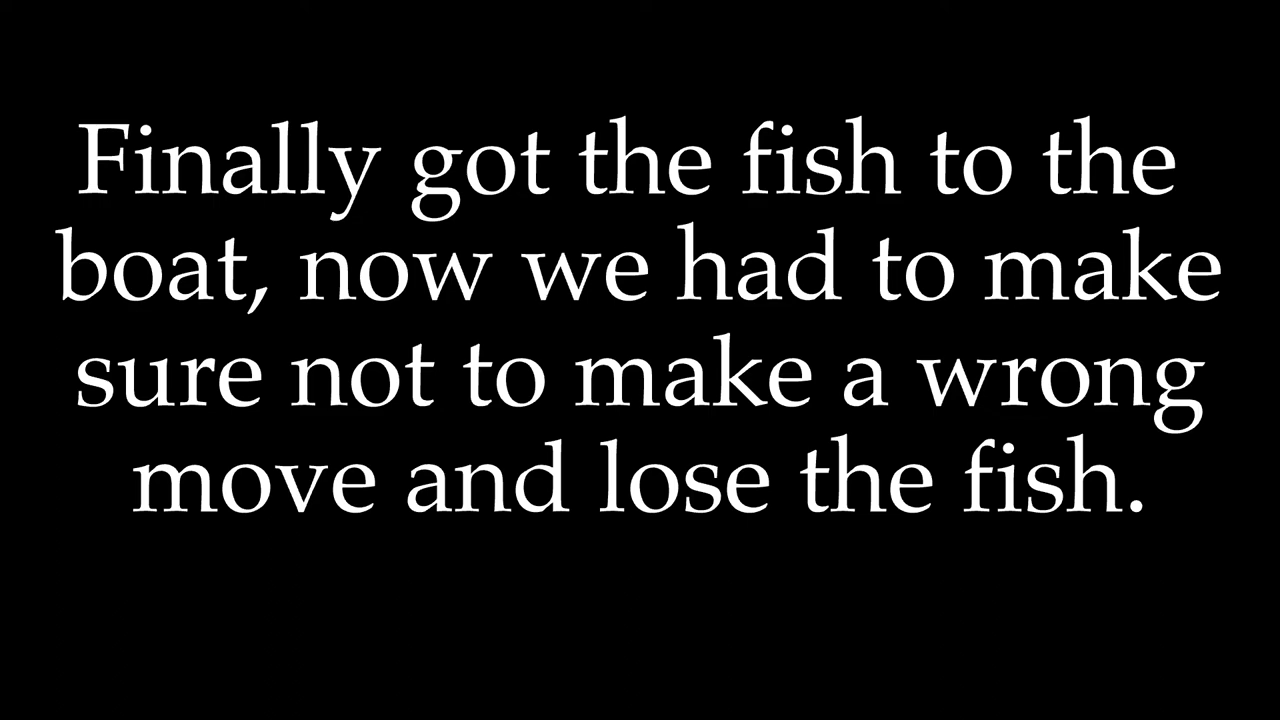 Finally got the fish to the
boat, now we had to make
sure not to make a wrong
move and lose the fish.